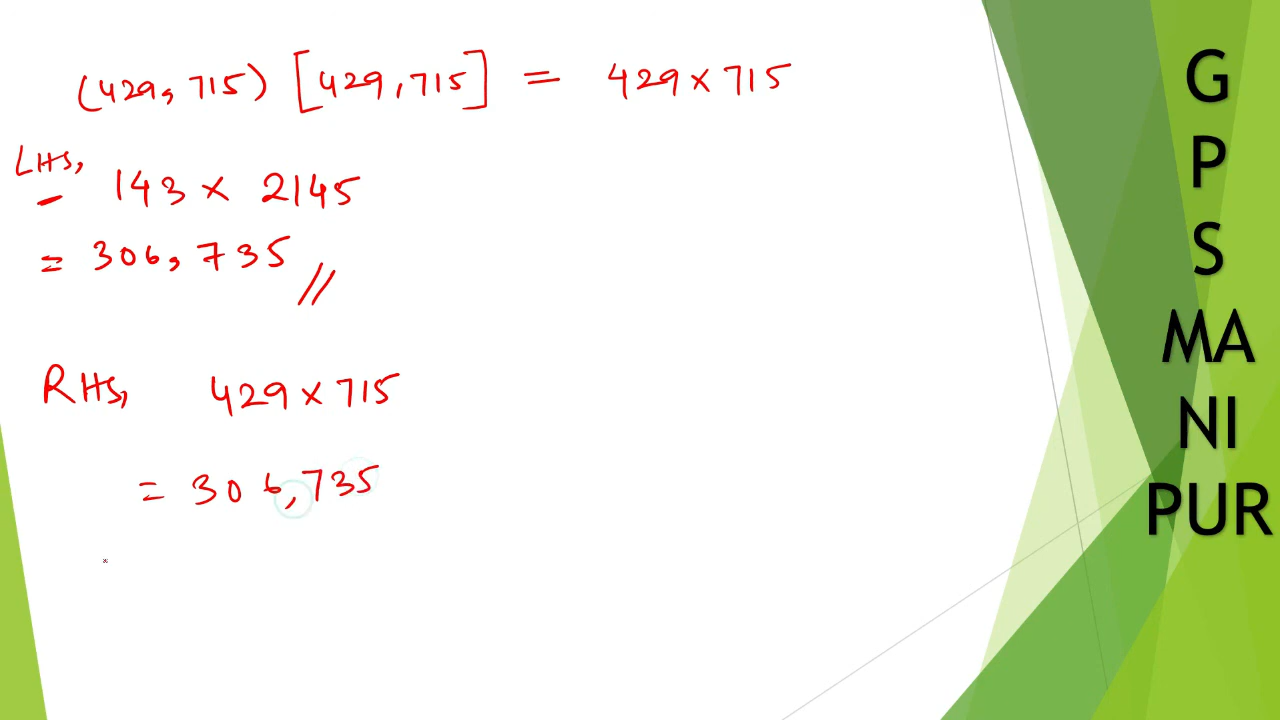 (429, 715) [429, 715] = 429 × 715
LHS,
143 × 2145
= 306, 735 //
RHS, 429 × 715
= 306, 735
G
P
S
MA
NI
PUR